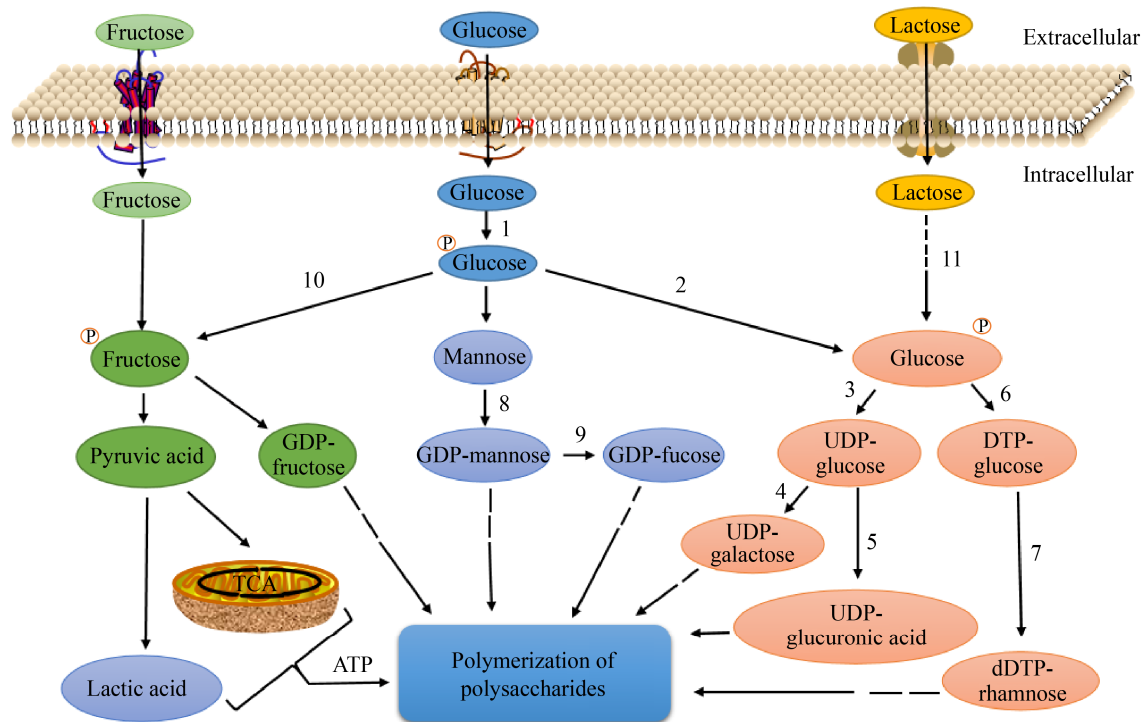 Fructose
Glucose
Lactose
Extracellular
Intracellular
Fructose
Glucose
Lactose
1
P
Glucose
10
2
11
P
Fructose
Mannose
P
Glucose
8
3
6
Pyruvic acid
GDP-
fructose
GDP-mannose
9
GDP-fucose
UDP-
glucose
DTP-
glucose
4
UDP-
galactose
5
7
TCA
UDP-
glucuronic acid
Lactic acid
ATP
Polymerization of
polysaccharides
dDTP-
rhamnose